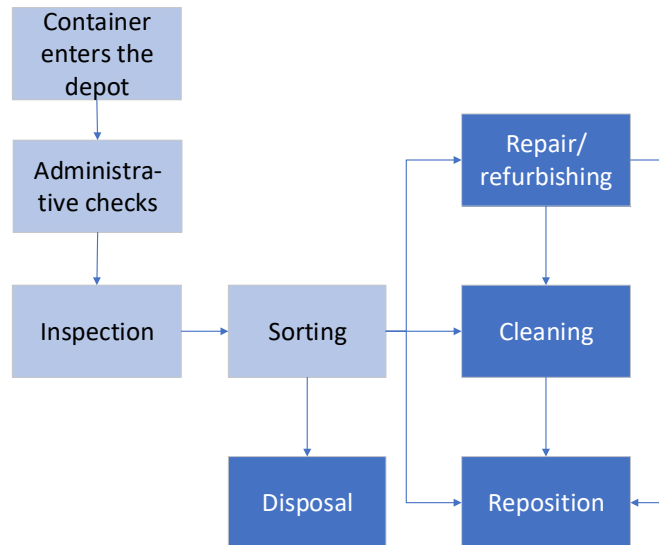 Container
enters the
depot
Administra-
tive checks
Inspection
Sorting
Disposal
Repair/
refurbishing
Cleaning
Reposition